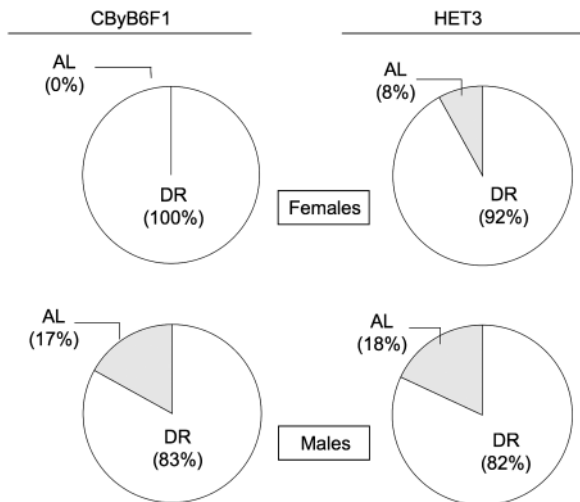 CByB6F1
HET3
AL
(0%)
DR
(100%)
AL
(8%)
DR
(92%)
Females
AL
(17%)
DR
(83%)
AL
(18%)
DR
(82%)
Males